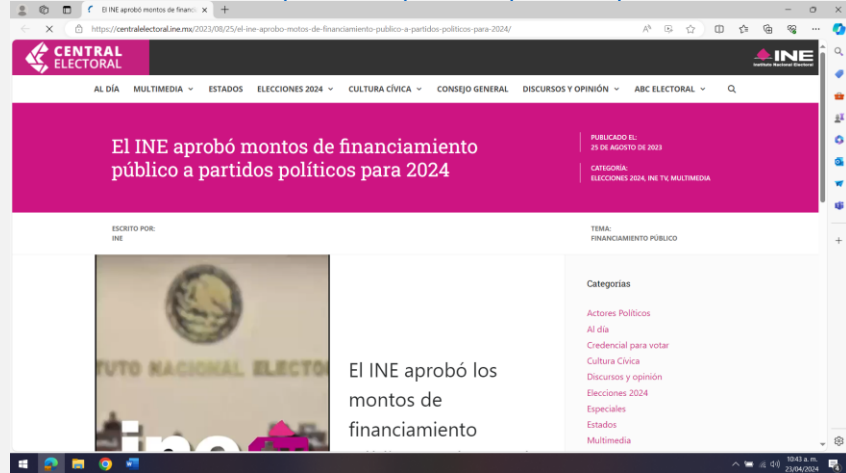 El INE aprobó montos de financi
https://centralelectoral.ine.mx/2023/08/25/el-ine-aprobo-motos-de-financiamiento-publico-a-partidos-politicos-para-2024/
CENTRAL
ELECTORAL
INE
Instituto Nacional Electoral
AL DÍA MULTIMEDIA ESTADOS ELECCIONES 2024 CULTURA CÍVICA CONSEJO GENERAL DISCURSOS Y OPINIÓN ABC ELECTORAL
El INE aprobó montos de financiamiento
público a partidos políticos para 2024
PUBLICADO EL:
25 DE AGOSTO DE 2023
CATEGORÍA:
ELECCIONES 2024, INE TV, MULTIMEDIA
ESCRITO POR:
INE
TEMA:
FINANCIAMIENTO PÚBLICO
TUTO NACIONAL ELECTO
ine
El INE aprobó los
montos de
financiamiento
Categorías
Actores Políticos
Al día
Credencial para votar
Cultura Cívica
Discursos y opinión
Elecciones 2024
Especiales
Estados
Multimedia
10:43 a. m.
23/04/2024